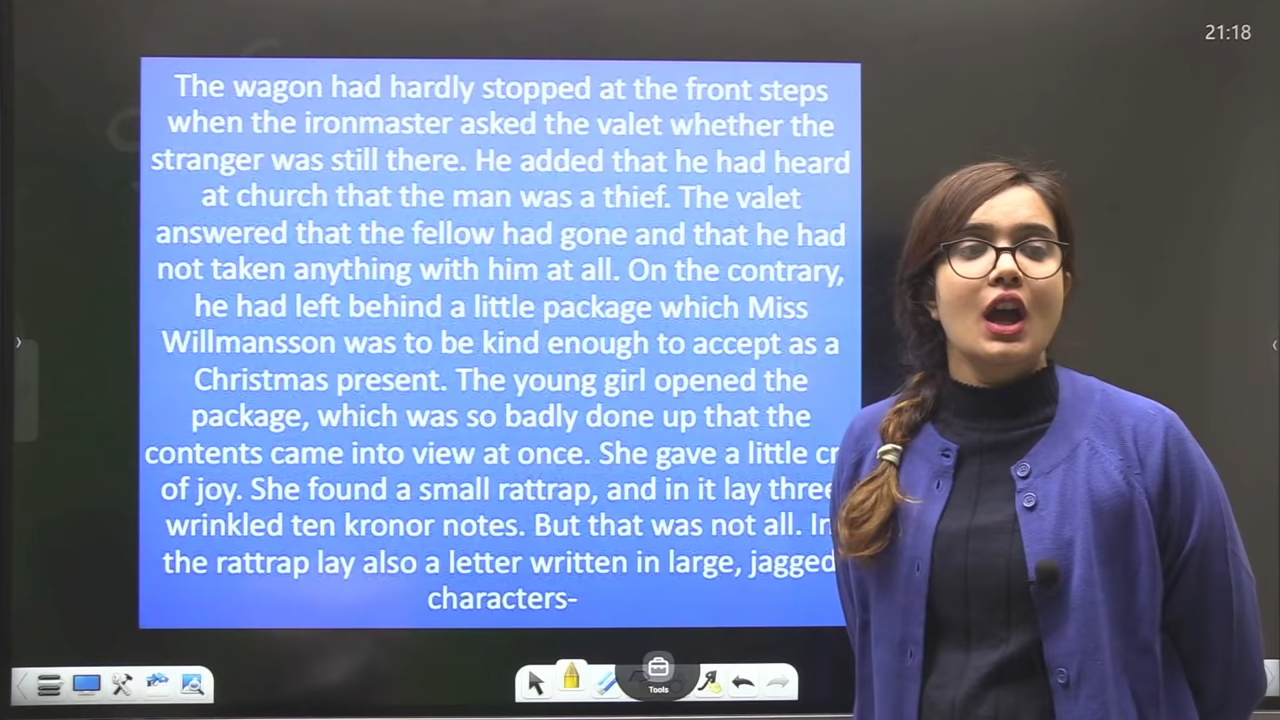 21:18
The wagon had hardly stopped at the front steps
when the ironmaster asked the valet whether the
stranger was still there. He added that he had heard
at church that the man was a thief. The valet
answered that the fellow had gone and that he had
not taken anything with him at all. On the contrary,
he had left behind a little package which Miss
Willmansson was to be kind enough to accept as a
Christmas present. The young girl opened the
package, which was so badly done up that the
contents came into view at once. She gave a little cr
of joy. She found a small rattrap, and in it lay three
wrinkled ten kronor notes. But that was not all. In
the rattrap lay also a letter written in large, jagged
characters-
Tools